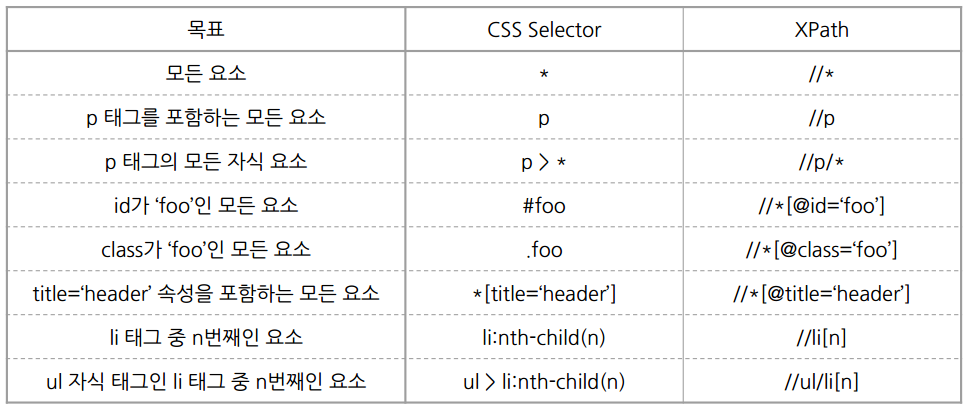 목표 CSS Selector XPath
모든 요소 * //*
p 태그를 포함하는 모든 요소 p //p
p 태그의 모든 자식 요소 p > * //p/*
id가 ‘foo’인 모든 요소 #foo //*[@id=‘foo’]
class가 ‘foo’인 모든 요소 .foo //*[@class=‘foo’]
title=‘header’ 속성을 포함하는 모든 요소 *[title=‘header’] //*[@title=‘header’]
li 태그 중 n번째인 요소 li:nth-child(n) //li[n]
ul 자식 태그인 li 태그 중 n번째인 요소 ul > li:nth-child(n) //ul/li[n]